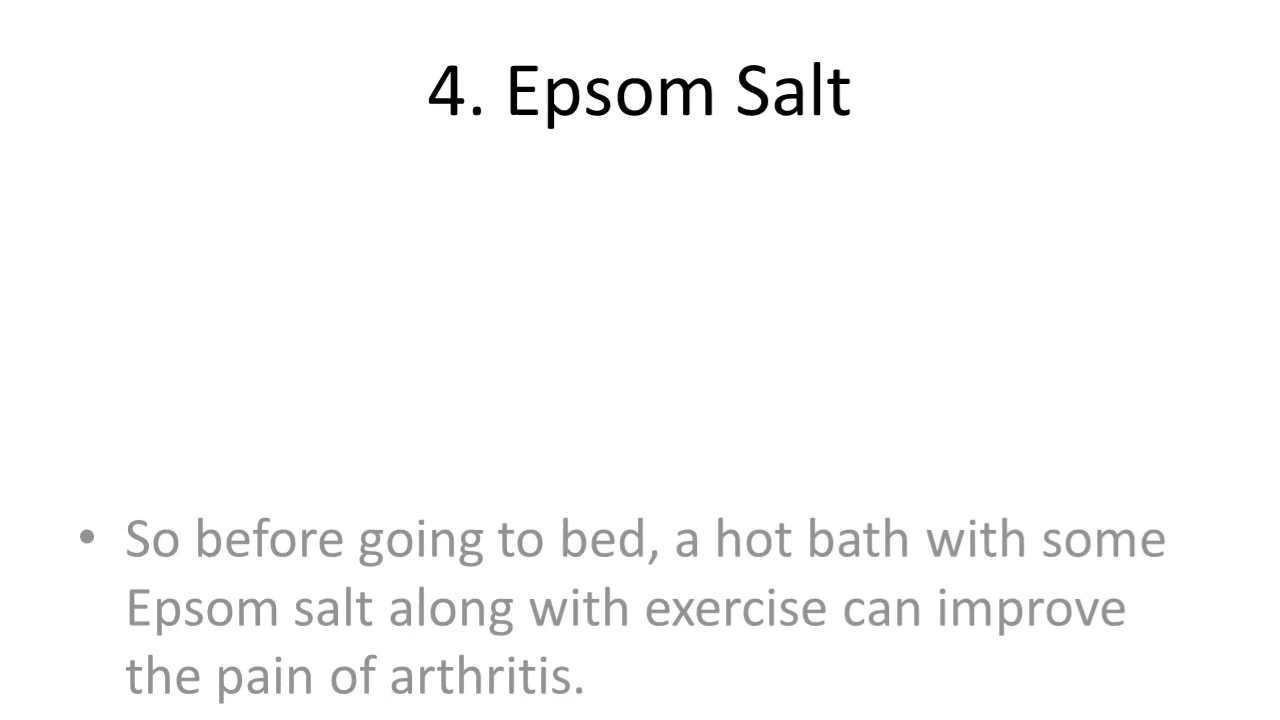 4. Epsom Salt
• So before going to bed, a hot bath with some
Epsom salt along with exercise can improve
the pain of arthritis.